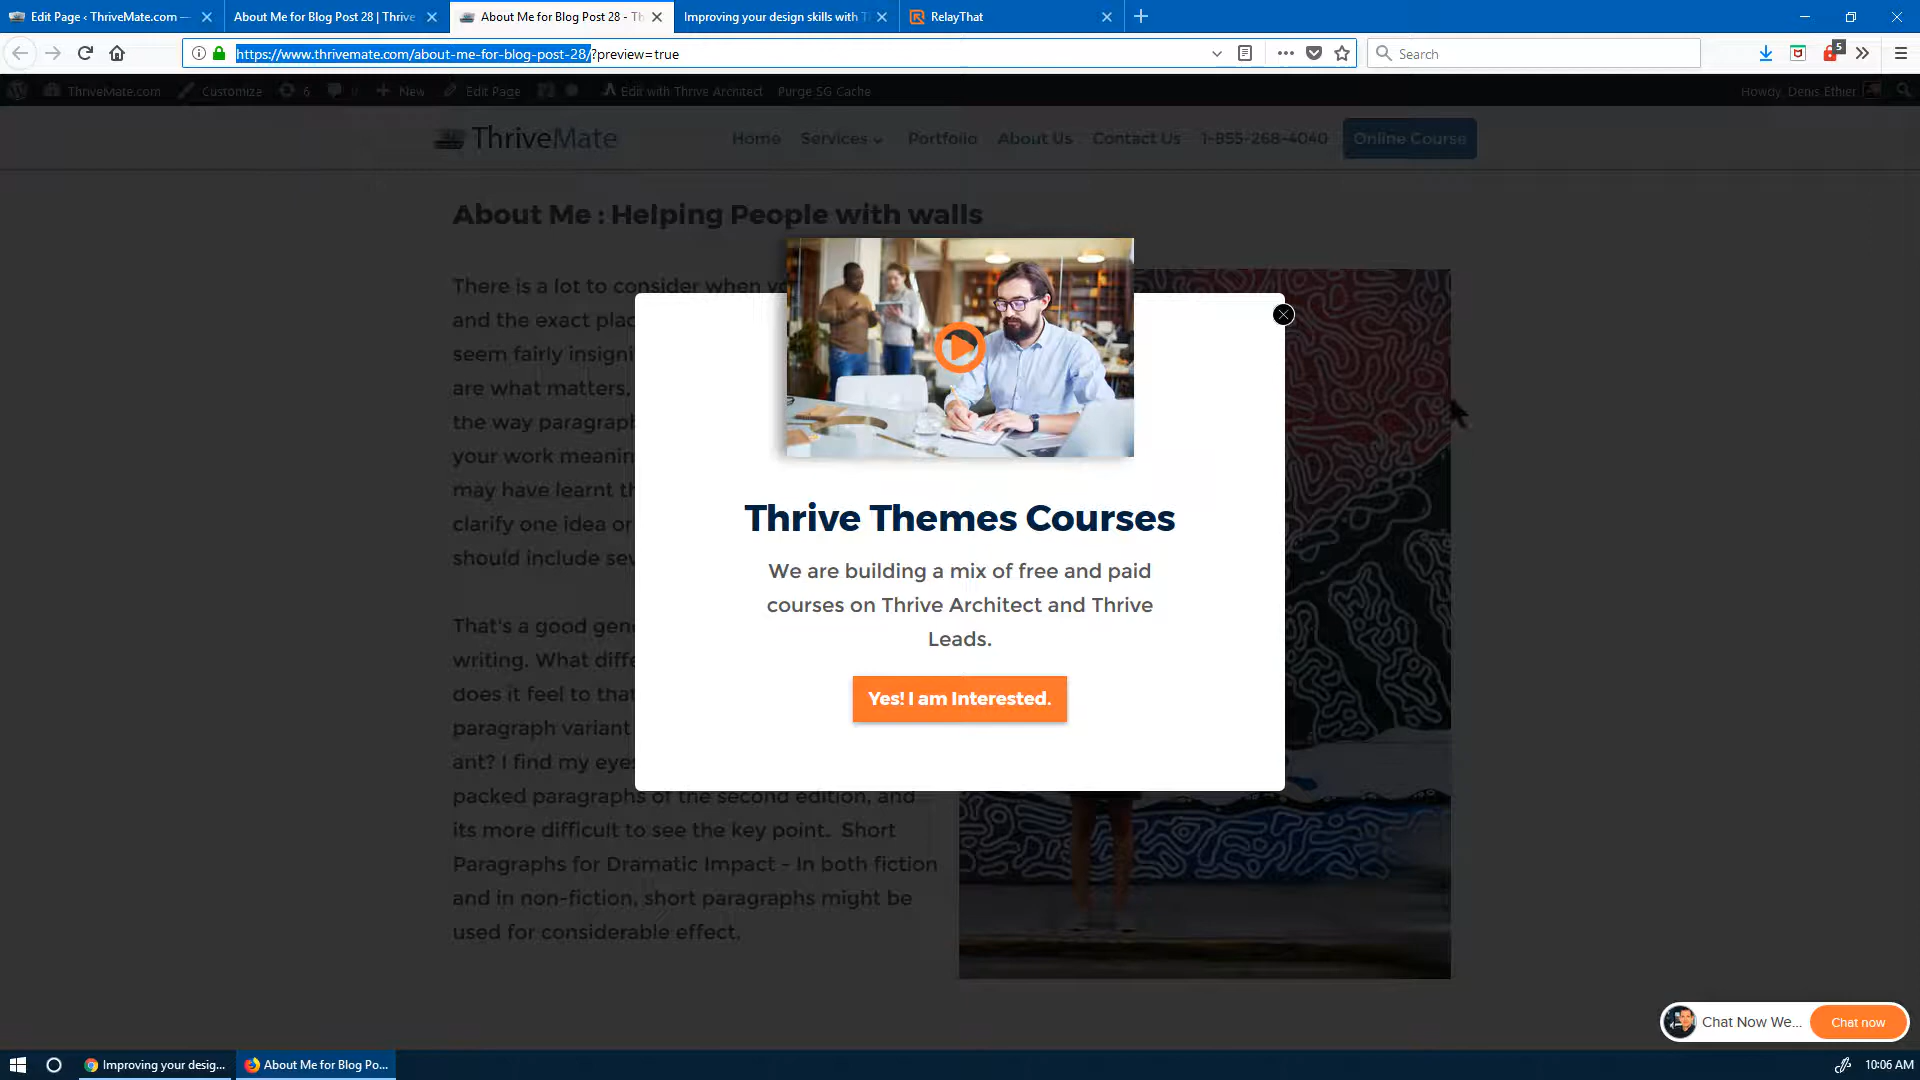 Edit Page ‹ ThriveMate.com —
About Me for Blog Post 28 | Thrive
About Me for Blog Post 28 - Th
Improving your design skills with T
RelayThat
https://www.thrivemate.com/about-me-for-blog-post-28/?preview=true
Search
5
ThriveMate.com
Customize
6
0
New
Edit Page
Edit with Thrive Architect
Purge SG Cache
Howdy, Denis Ethier
ThriveMate
Home
Services
Portfolio
About Us
Contact Us
1-855-268-4040
Online Course
About Me : Helping People with walls
There is a lot to consider when yo
and the exact plac
seem fairly insigni
are what matters,
the way paragraph
your work meanin
may have learnt th
clarify one idea or
should include sev
Thrive Themes Courses
We are building a mix of free and paid
courses on Thrive Architect and Thrive
Leads.
Yes! I am Interested.
That's a good gene
writing. What diffe
does it feel to that
paragraph variant
ant? I find my eyes
packed paragraphs of the second edition, and
its more difficult to see the key point. Short
Paragraphs for Dramatic Impact - In both fiction
and in non-fiction, short paragraphs might be
used for considerable effect.
Chat Now We...
Chat now
Improving your desig...
About Me for Blog Po...
10:06 AM